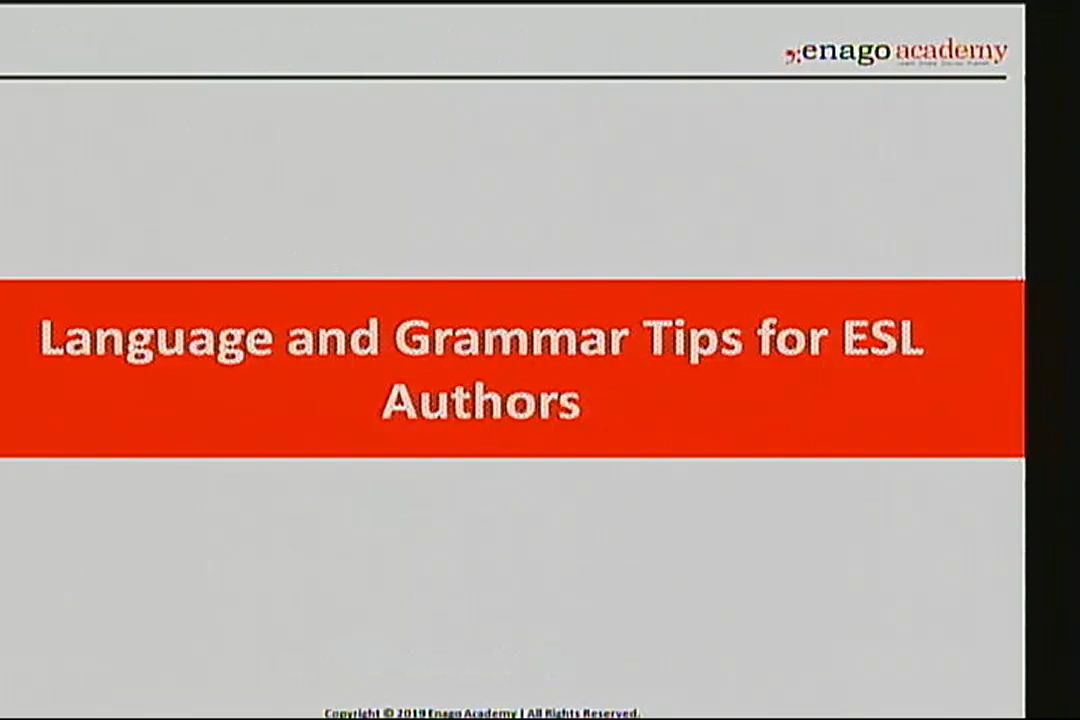 enago academy
Language and Grammar Tips for ESL
Authors
Copyright © 2019 Enago Academy | All Rights Reserved.